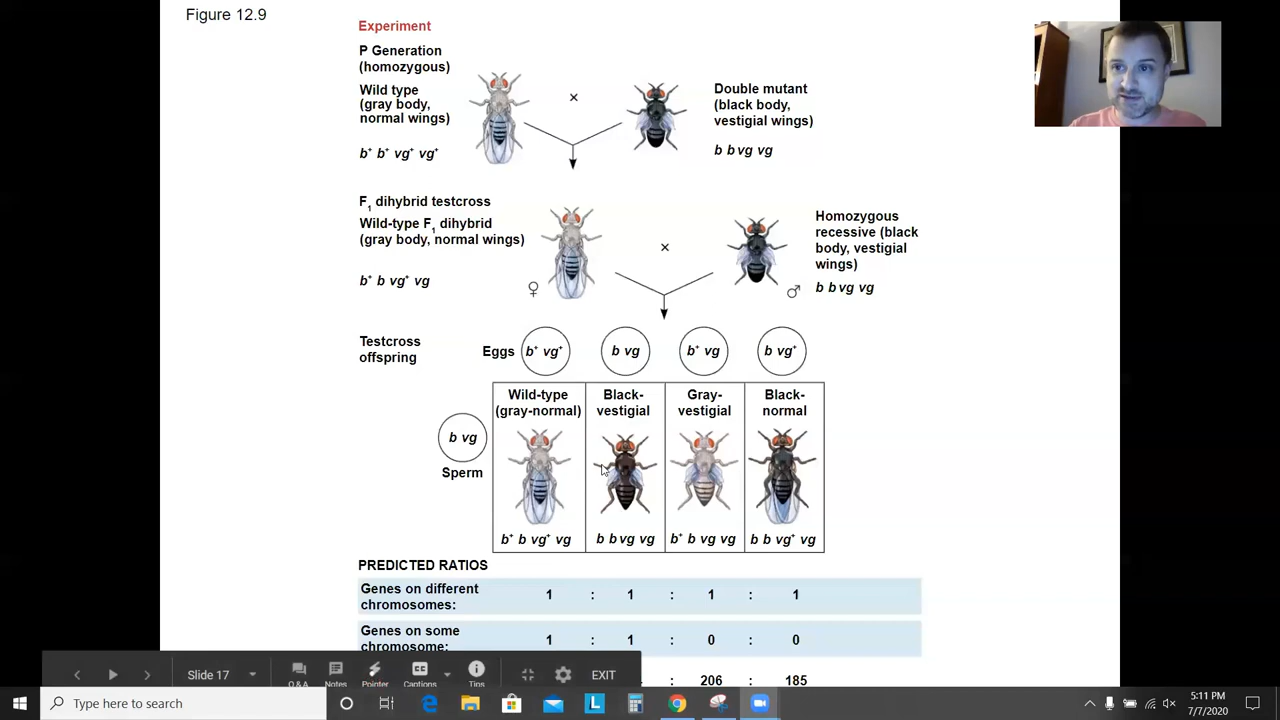 Figure 12.9
Experiment
P Generation
(homozygous)
Wild type
(gray body,
normal wings)
b⁺ b⁺ vg⁺ vg⁺
×
Double mutant
(black body,
vestigial wings)
b b vg vg
F₁ dihybrid testcross
Wild-type F₁ dihybrid
(gray body, normal wings)
b⁺ b vg⁺ vg
♀
×
♂
Homozygous
recessive (black
body, vestigial
wings)
b b vg vg
Testcross
offspring
Eggs
b⁺ vg⁺
b vg
b⁺ vg
b vg⁺
Wild-type
(gray-normal)
Black-
vestigial
Gray-
vestigial
Black-
normal
b vg
Sperm
b⁺ b vg⁺ vg
b b vg vg
b⁺ b vg vg
b b vg⁺ vg
PREDICTED RATIOS
Genes on different
chromosomes:
1 : 1 : 1 : 1
Genes on some
chromosome:
1 : 1 : 0 : 0
: 206 : 185
Slide 17
Q & A
Notes
Pointer
Captions
Tips
EXIT
Type here to search
L
5:11 PM
7/7/2020